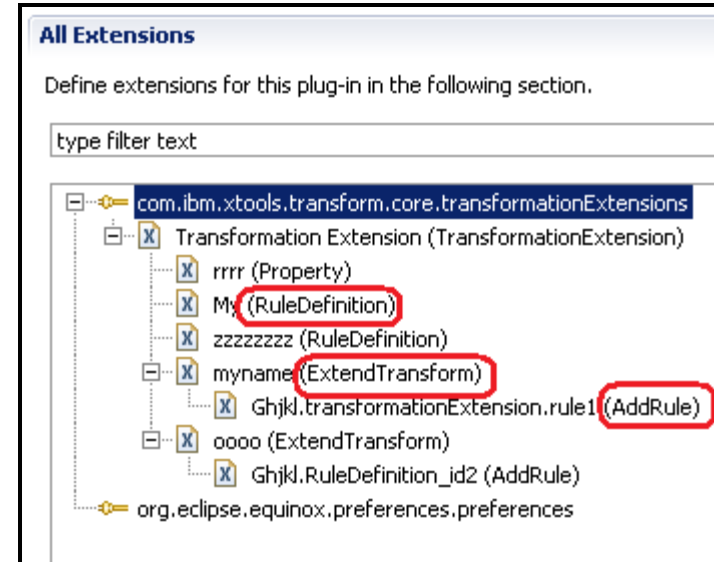 All Extensions
Define extensions for this plug-in in the following section.
type filter text
com.ibm.xtools.transform.core.transformationExtensions
Transformation Extension (TransformationExtension)
rrrr (Property)
My (RuleDefinition)
zzzzzzzz (RuleDefinition)
myname (ExtendTransform)
Ghjkl.transformationExtension.rule1 (AddRule)
oooo (ExtendTransform)
Ghjkl.RuleDefinition_id2 (AddRule)
org.eclipse.equinox.preferences.preferences